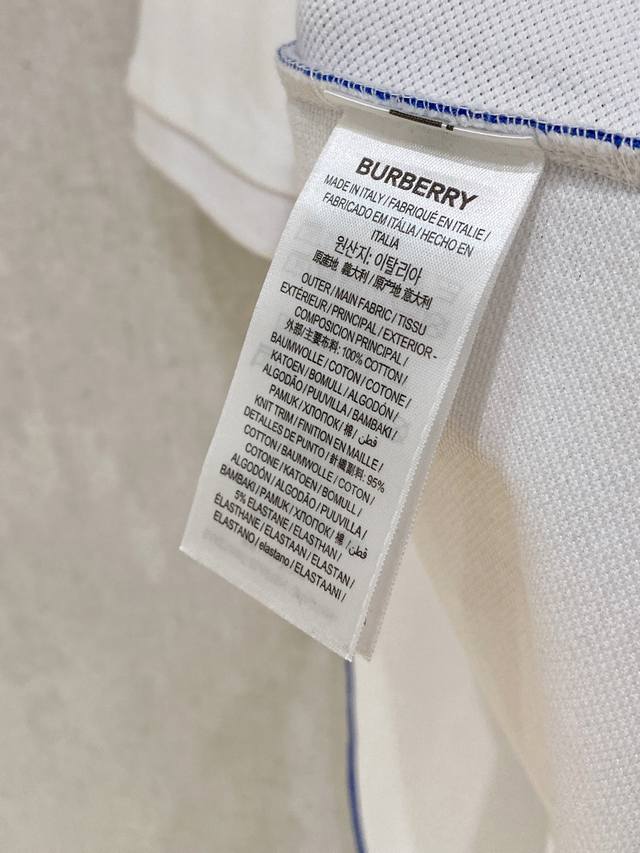 BURBERRY
MADE IN ITALY / FABRIQUÉ EN ITALIE /
FABRICADO EM ITÁLIA / HECHO EN
ITALIA
원산지: 이탈리아
原産地 義大利 / 原产地 意大利
OUTER / MAIN FABRIC / TISSU
EXTÉRIEUR / PRINCIPAL / EXTERIOR -
COMPOSICION PRINCIPAL /
外部/主要布料: 100% COTTON /
BAUMWOLLE / COTON / COTONE /
KATOEN / BOMULL / ALGODÓN /
ALGODÃO / PUUVILLA / BAMBAKI /
PAMUK / ХЛОПОК / 棉 / قطن /
KNIT TRIM / FINITION EN MAILLE /
DETALLES DE PUNTO / 針織副料: 95%
COTTON / BAUMWOLLE / COTON /
COTONE / KATOEN / BOMULL /
ALGODÓN / ALGODÃO / PUUVILLA /
BAMBAKI / PAMUK / ХЛОПОК / 棉 / قطن /
5% ELASTANE / ELASTHAN /
ÉLASTHANNE / ELASTAAN / ELASTAN /
ELASTANO / elastano / ELASTAANI /